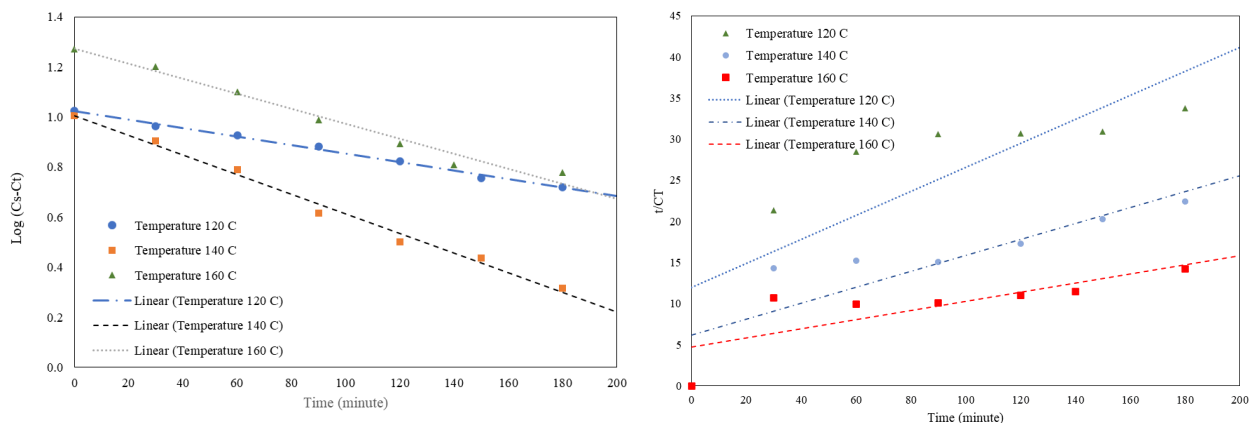 1.4
1.2
1.0
0.8
0.6
0.4
0.2
0.0
Log (Cs-Ct)
Temperature 120 C
Temperature 140 C
Temperature 160 C
Linear (Temperature 120 C)
Linear (Temperature 140 C)
Linear (Temperature 160 C)
0 20 40 60 80 100 120 140 160 180 200
Time (minute)
45
40
35
30
25
20
15
10
5
0
t/CT
Temperature 120 C
Temperature 140 C
Temperature 160 C
Linear (Temperature 120 C)
Linear (Temperature 140 C)
Linear (Temperature 160 C)
0 20 40 60 80 100 120 140 160 180 200
Time (minute)